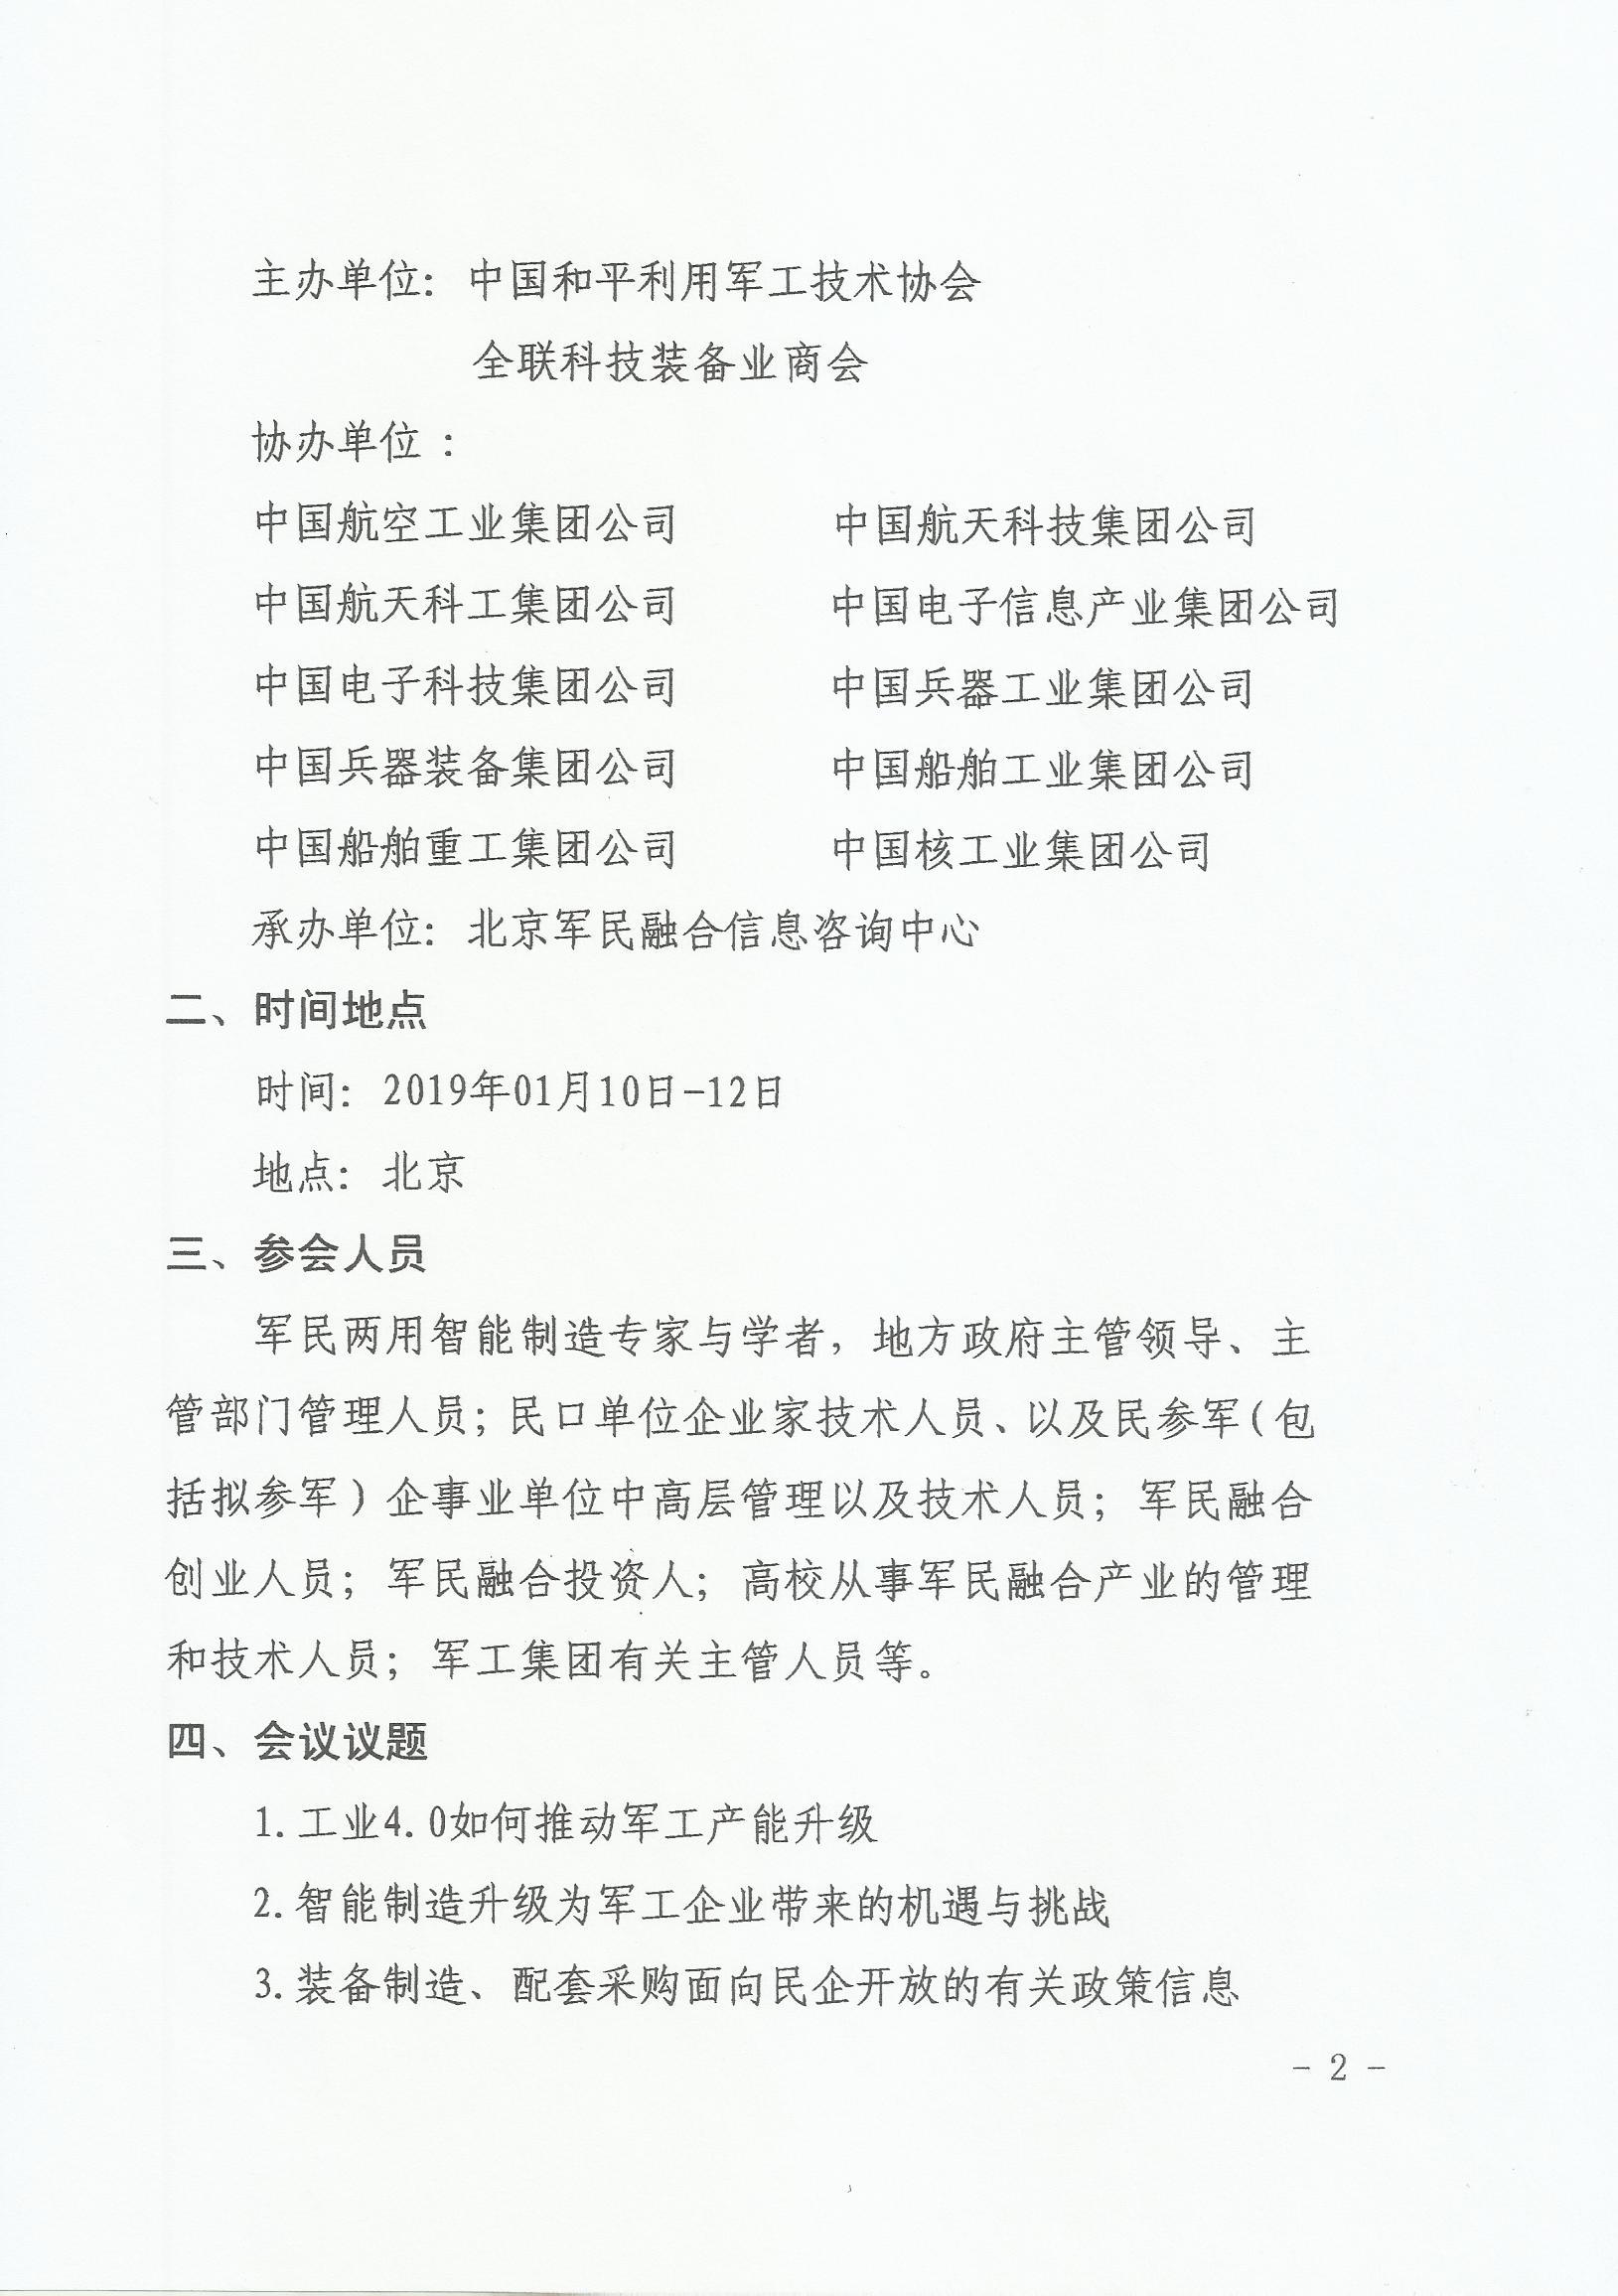 主办单位：中国和平利用军工技术协会
全联科技装备业商会
协办单位 ：
中国航空工业集团公司 中国航天科技集团公司
中国航天科工集团公司 中国电子信息产业集团公司
中国电子科技集团公司 中国兵器工业集团公司
中国兵器装备集团公司 中国船舶工业集团公司
中国船舶重工集团公司 中国核工业集团公司
承办单位：北京军民融合信息咨询中心
二、时间地点
时间：2019年01月10日-12日
地点：北京
三、参会人员
军民两用智能制造专家与学者，地方政府主管领导、主
管部门管理人员；民口单位企业家技术人员、以及民参军（包
括拟参军）企事业单位中高层管理以及技术人员；军民融合
创业人员；军民融合投资人；高校从事军民融合产业的管理
和技术人员；军工集团有关主管人员等。
四、会议议题
1.工业4.0如何推动军工产能升级
2.智能制造升级为军工企业带来的机遇与挑战
3.装备制造、配套采购面向民企开放的有关政策信息
- 2 -